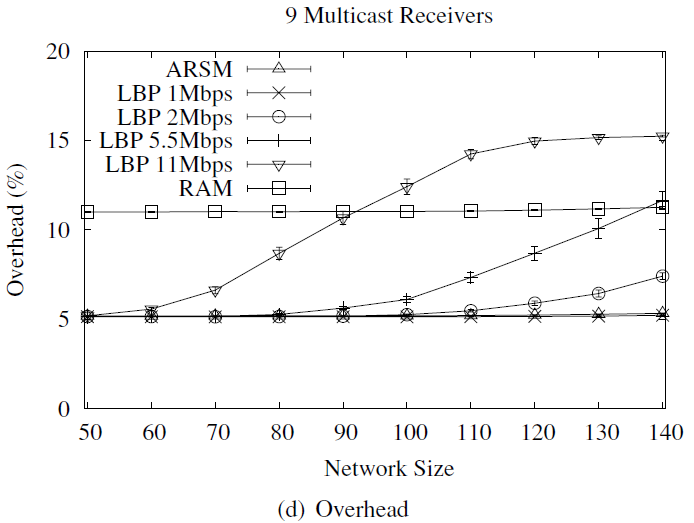 9 Multicast Receivers
20
15
10
5
0
Overhead (%)
ARSM
LBP 1Mbps
LBP 2Mbps
LBP 5.5Mbps
LBP 11Mbps
RAM
50 60 70 80 90 100 110 120 130 140
Network Size
(d) Overhead